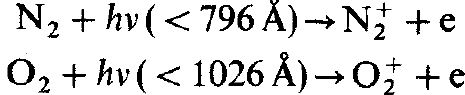 N₂ + hν(<796 Å)→N₂⁺ + e
O₂ + hν(<1026 Å)→O₂⁺ + e